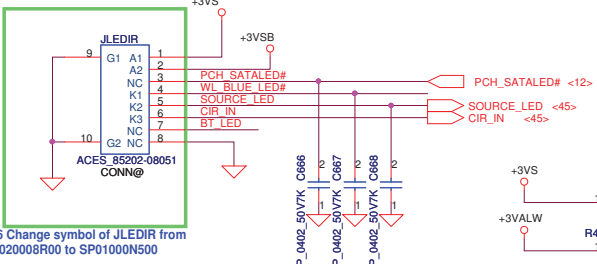 +3VS
JLEDIR
+3VSB
9 G1 A1 1
A2 2
NC 3 PCH_SATALED# PCH_SATALED# <12>
K1 4 WL_BLUE_LED#
K2 5 SOURCE_LED SOURCE_LED <45>
K3 6 CIR_IN CIR_IN <45>
NC 7 BT_LED
10 G2 NC 8
ACES_85202-08051
CONN@
P_0402_50V7K C666
P_0402_50V7K C667
P_0402_50V7K C668
2 2 2
1 1 1
+3VS
+3VALW
R4
Change symbol of JLEDIR from
020008R00 to SP01000N500